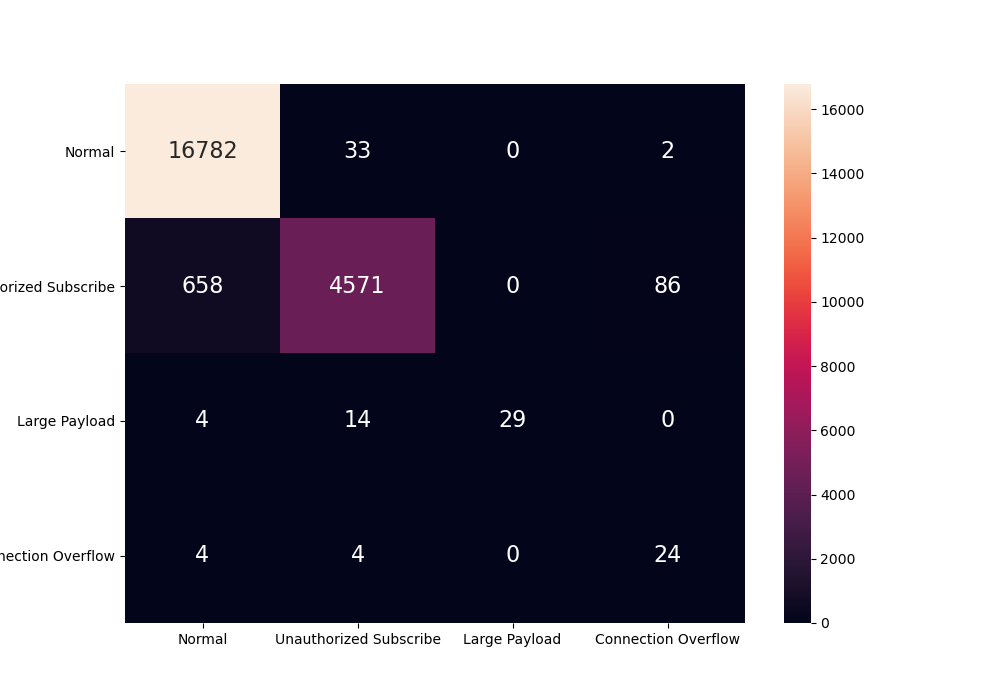 16000
Normal 16782 33 0 2
14000
12000
orized Subscribe 658 4571 0 86
10000
8000
6000
Large Payload 4 14 29 0
4000
nection Overflow 4 4 0 24
2000
0
Normal Unauthorized Subscribe Large Payload Connection Overflow